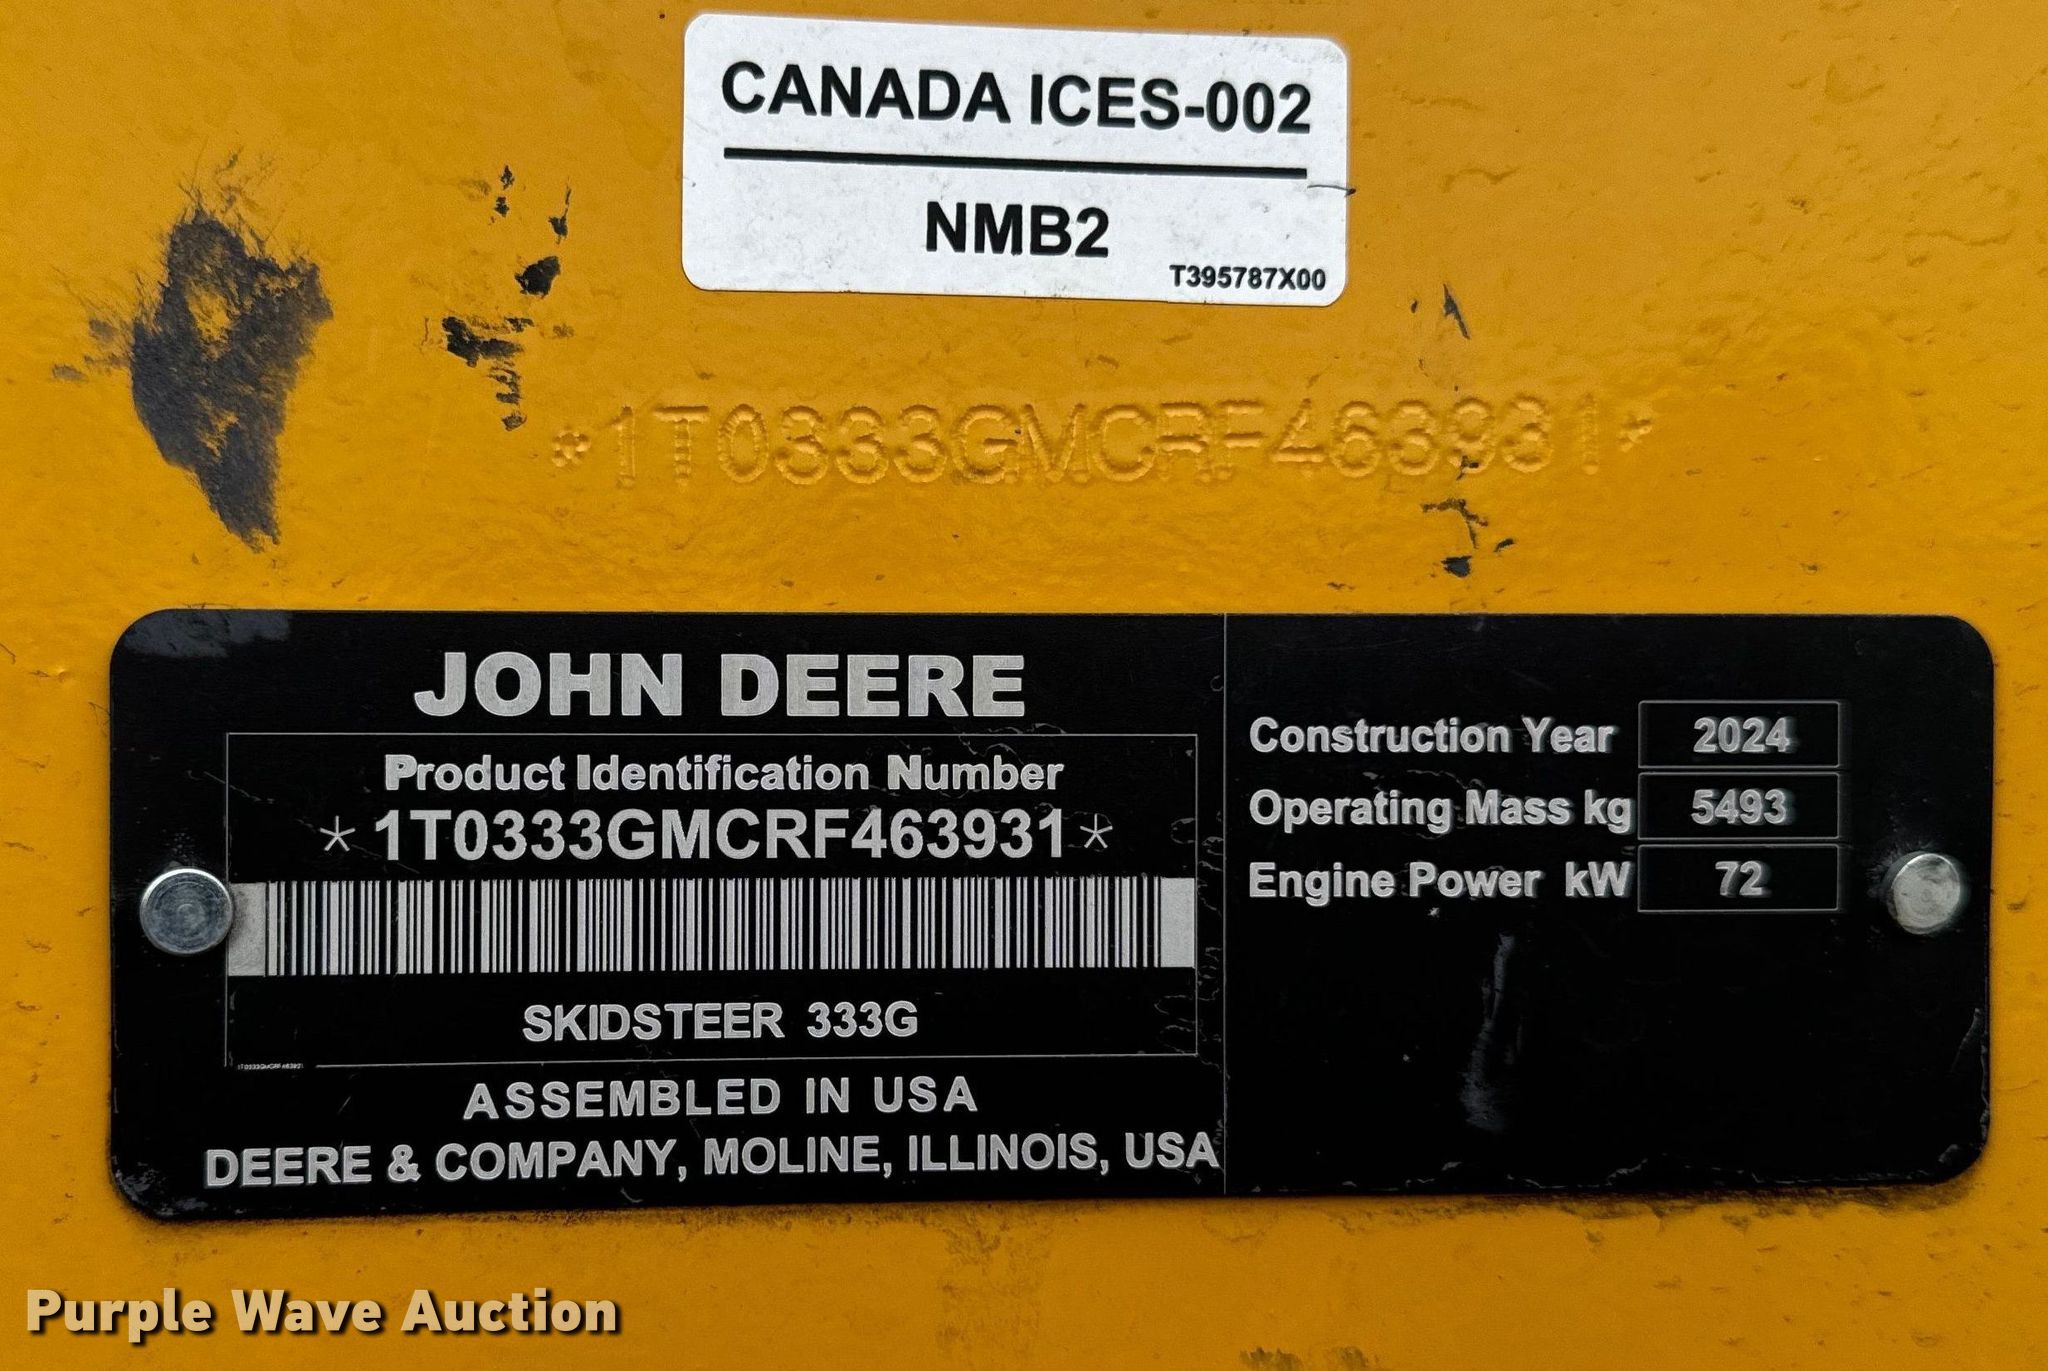 CANADA ICES-002
NMB2
T395787X00
*1T0333GMCRF463931*
JOHN DEERE
Product Identification Number
*1T0333GMCRF463931*
SKIDSTEER 333G
1T0333GMCRF463931
ASSEMBLED IN USA
DEERE & COMPANY, MOLINE, ILLINOIS, USA
Construction Year 2024
Operating Mass kg 5493
Engine Power kW 72
Purple Wave Auction